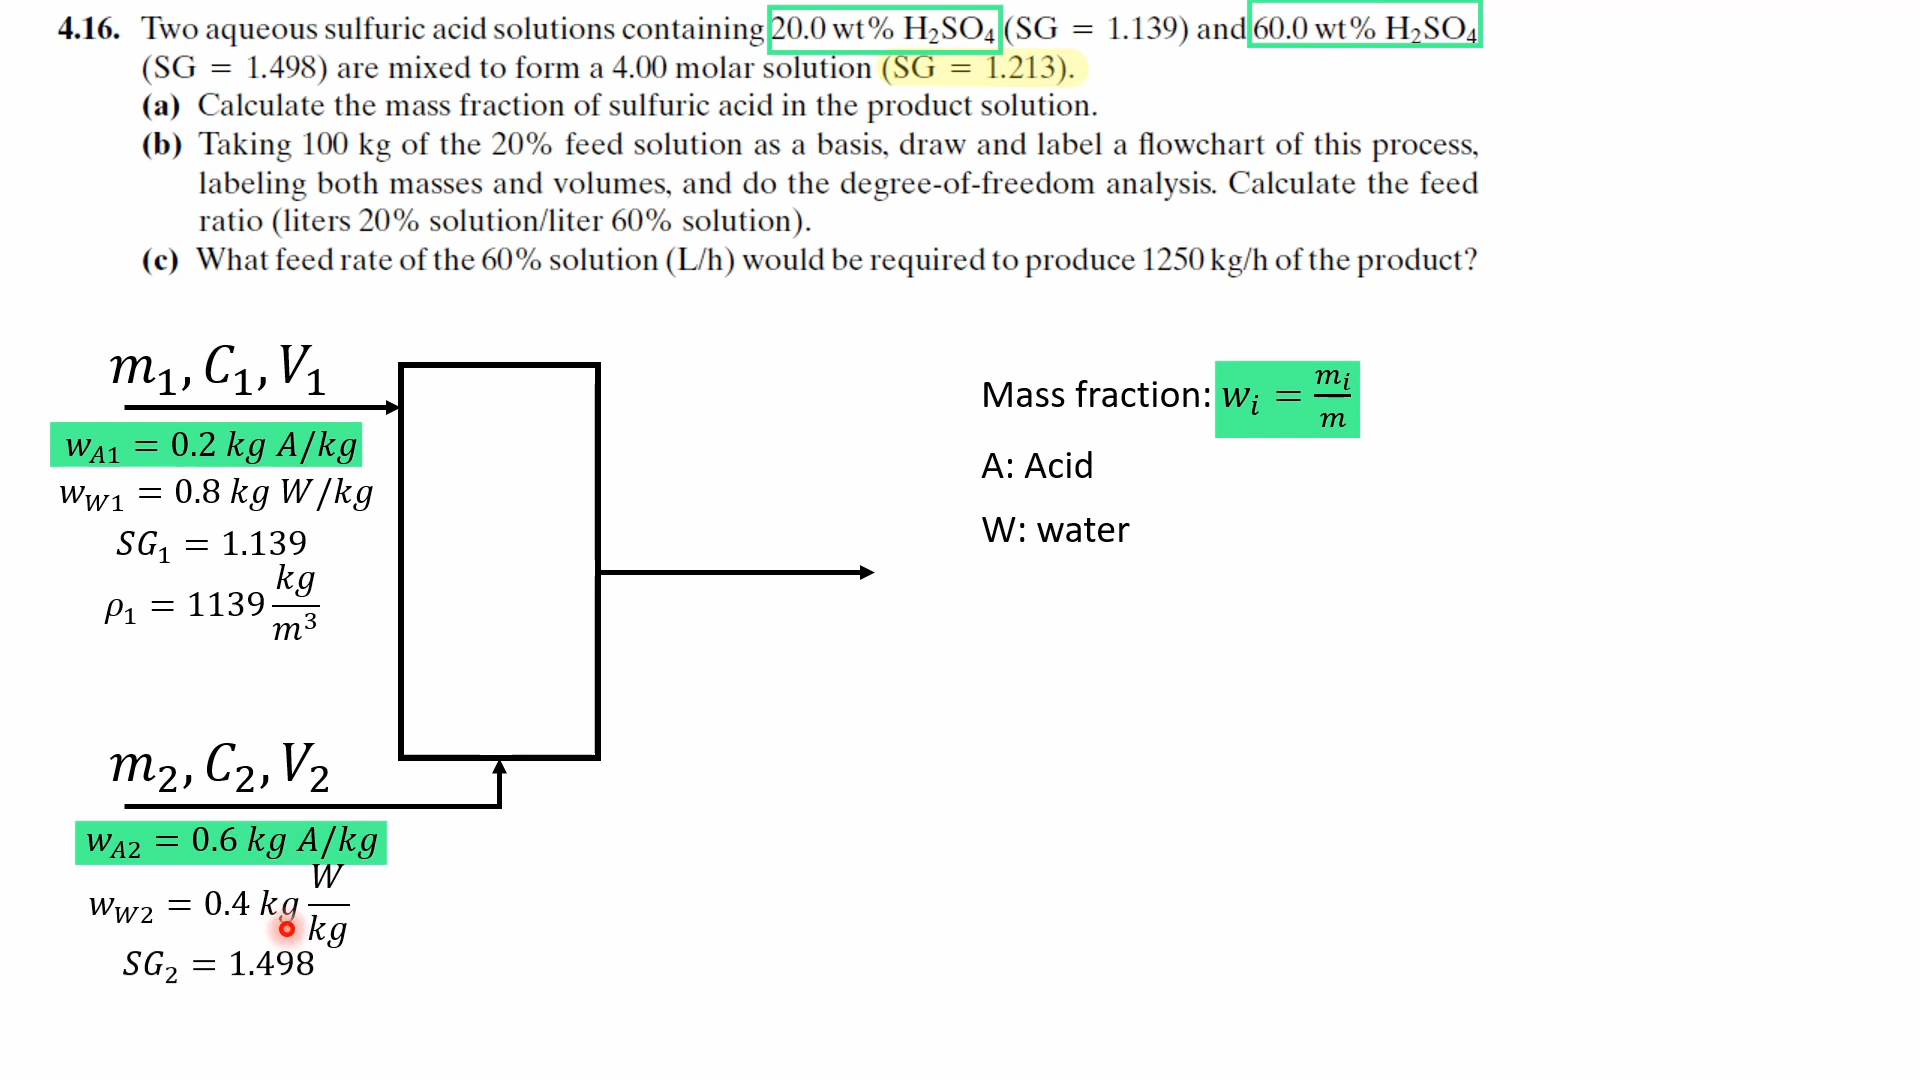 4.16. Two aqueous sulfuric acid solutions containing 20.0 wt% H₂SO₄ (SG = 1.139) and 60.0 wt% H₂SO₄
(SG = 1.498) are mixed to form a 4.00 molar solution (SG = 1.213).
(a) Calculate the mass fraction of sulfuric acid in the product solution.
(b) Taking 100 kg of the 20% feed solution as a basis, draw and label a flowchart of this process,
labeling both masses and volumes, and do the degree-of-freedom analysis. Calculate the feed
ratio (liters 20% solution/liter 60% solution).
(c) What feed rate of the 60% solution (L/h) would be required to produce 1250 kg/h of the product?
m₁, C₁, V₁
w_A1 = 0.2 kg A/kg
w_W1 = 0.8 kg W/kg
SG₁ = 1.139
ρ₁ = 1139 kg/m³
m₂, C₂, V₂
w_A2 = 0.6 kg A/kg
w_W2 = 0.4 kg W/kg
SG₂ = 1.498
Mass fraction: w_i = m_i/m
A: Acid
W: water